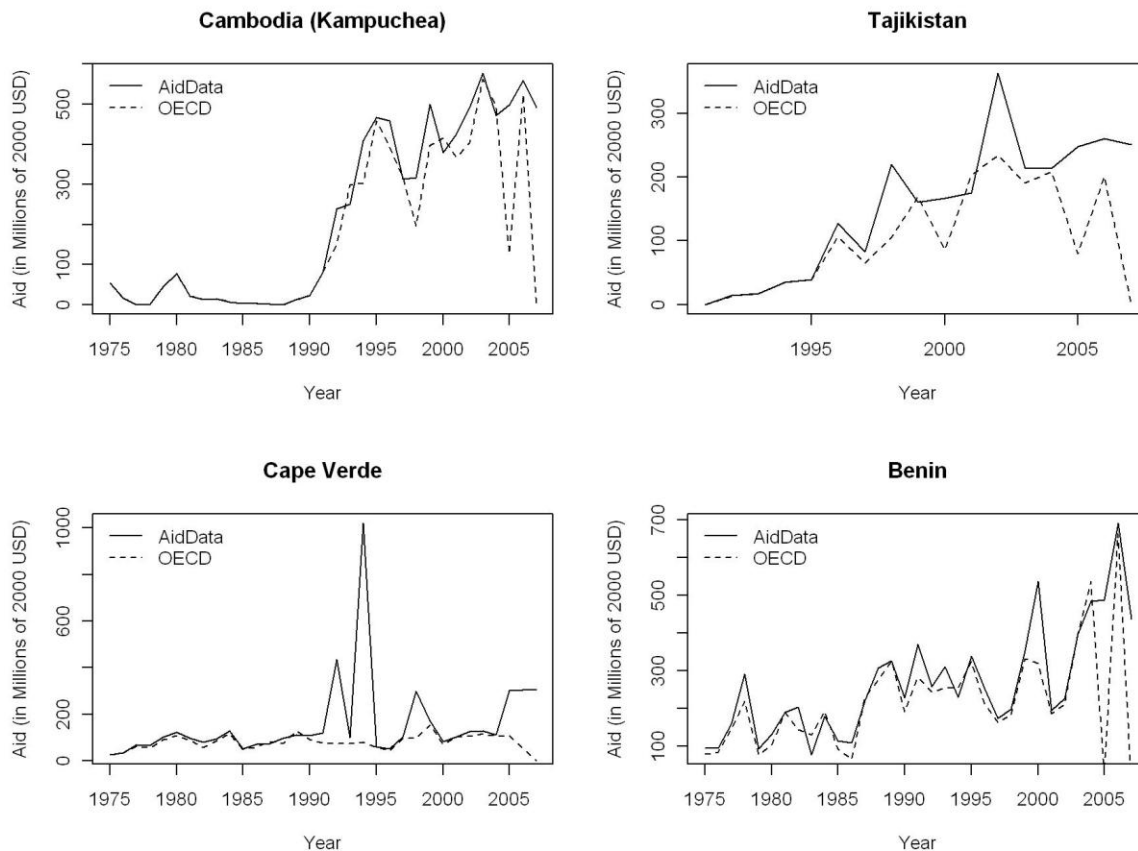 Cambodia (Kampuchea)
AidData
OECD
Aid (in Millions of 2000 USD)
0 100 300 500
1975 1980 1985 1990 1995 2000 2005
Year
Tajikistan
AidData
OECD
Aid (in Millions of 2000 USD)
0 100 200 300
1995 2000 2005
Year
Cape Verde
AidData
OECD
Aid (in Millions of 2000 USD)
0 200 600 1000
1975 1980 1985 1990 1995 2000 2005
Year
Benin
AidData
OECD
Aid (in Millions of 2000 USD)
100 300 500 700
1975 1980 1985 1990 1995 2000 2005
Year